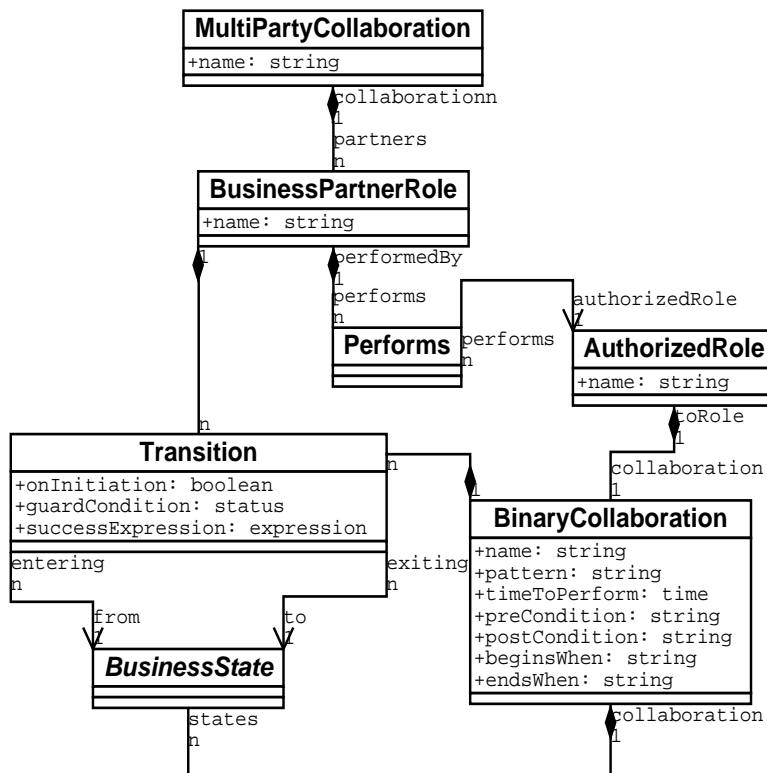 MultiPartyCollaboration
+name: string
collaborationn
1
partners
n
BusinessPartnerRole
+name: string
1
performedBy
1
performs
n
authorizedRole
1
Performs
performs
n
AuthorizedRole
+name: string
toRole
1
n
Transition
+onInitiation: boolean
+guardCondition: status
+successExpression: expression
n
1
collaboration
1
BinaryCollaboration
+name: string
+pattern: string
+timeToPerform: time
+preCondition: string
+postCondition: string
+beginsWhen: string
+endsWhen: string
entering
n
exiting
n
from
1
to
1
BusinessState
states
n
collaboration
1